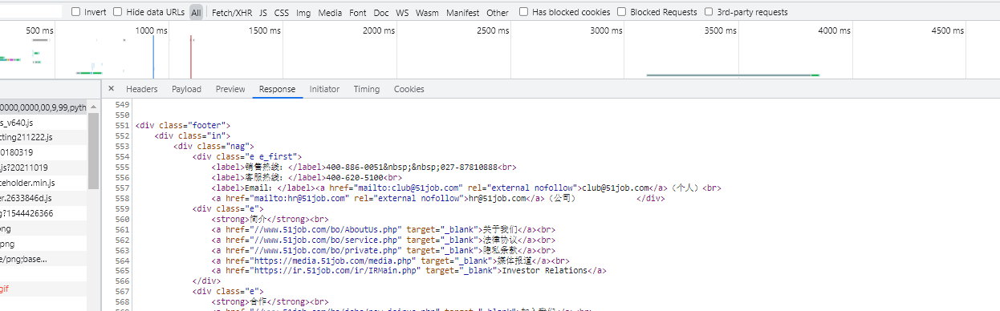 Invert Hide data URLs All Fetch/XHR JS CSS Img Media Font Doc WS Wasm Manifest Other Has blocked cookies Blocked Requests 3rd-party requests
500 ms 1000 ms 1500 ms 2000 ms 2500 ms 3000 ms 3500 ms 4000 ms 4500 ms
× Headers Payload Preview Response Initiator Timing Cookies
0000,0000,00,9,99,pyth
s_v640.js
cting211222.js
0180319
.js?20211019
ceholder.min.js
er.2633846d.js
g?1544426366
png
.png
e/png;base...
gif
549
550
551 <div class="footer">
552 <div class="in">
553 <div class="nag">
554 <div class="e e_first">
555 <label>销售热线: </label>400-886-0051&nbsp;&nbsp;027-87810888<br>
556 <label>客服热线: </label>400-620-5100<br>
557 <label>Email: </label><a href="mailto:club@51job.com" rel="external nofollow">club@51job.com</a>（个人）<br>
558 <a href="mailto:hr@51job.com" rel="external nofollow">hr@51job.com</a>（公司） </div>
559 <div class="e">
560 <strong>简介</strong><br>
561 <a href="//www.51job.com/bo/AboutUs.php" target="_blank">关于我们</a><br>
562 <a href="//www.51job.com/bo/service.php" target="_blank">法律协议</a><br>
563 <a href="//www.51job.com/bo/private.php" target="_blank">隐私条款</a><br>
564 <a href="https://media.51job.com/media.php" target="_blank">媒体报道</a><br>
565 <a href="https://ir.51job.com/ir/IRMain.php" target="_blank">Investor Relations</a>
566 </div>
567 <div class="e">
568 <strong>合作</strong><br>